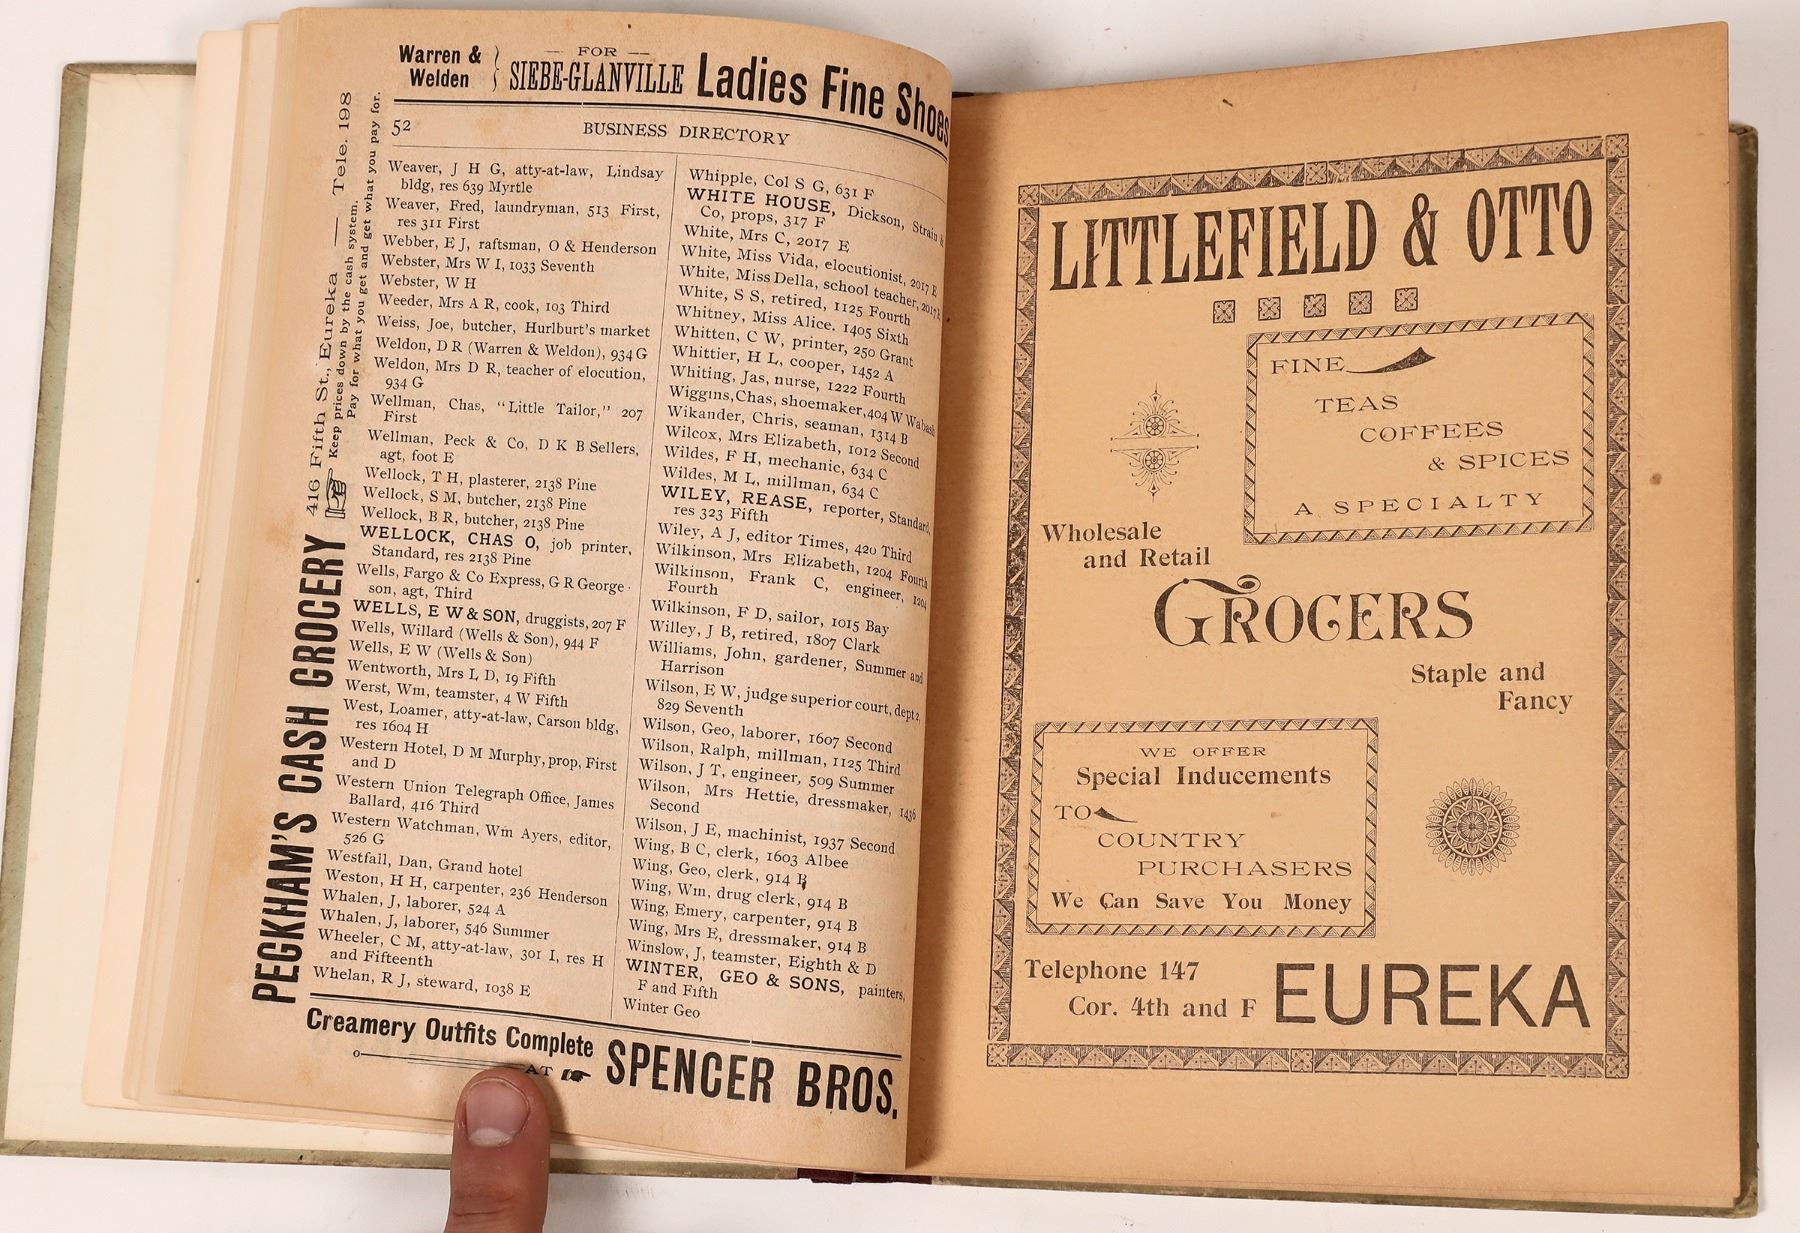 Warren &
Welden
— FOR —
SIEBE-GLANVILLE
Ladies Fine Shoes
52
BUSINESS DIRECTORY
Weaver, J H G, atty-at-law, Lindsay
bldg, res 639 Myrtle
Weaver, Fred, laundryman, 513 First,
res 311 First
Webber, E J, raftsman, O & Henderson
Webster, Mrs W I, 1033 Seventh
Webster, W H
Weeder, Mrs A R, cook, 103 Third
Weiss, Joe, butcher, Hurlburt's market
Weldon, D R (Warren & Weldon), 934 G
Weldon, Mrs D R, teacher of elocution,
934 G
Wellman, Chas, "Little Tailor," 207
First
Wellman, Peck & Co, D K B Sellers,
agt, foot E
Wellock, T H, plasterer, 2138 Pine
Wellock, S M, butcher, 2138 Pine
Wellock, B R, butcher, 2138 Pine
WELLOCK, CHAS O, job printer,
Standard, res 2138 Pine
Wells, Fargo & Co Express, G R George-
son, agt, Third
WELLS, E W & SON, druggists, 207 F
Wells, Willard (Wells & Son), 944 F
Wells, E W (Wells & Son)
Wentworth, Mrs L D, 19 Fifth
Werst, Wm, teamster, 4 W Fifth
West, Loamer, atty-at-law, Carson bldg,
res 1604 H
Western Hotel, D M Murphy, prop, First
and D
Western Union Telegraph Office, James
Ballard, 416 Third
Western Watchman, Wm Ayers, editor,
526 G
Westfall, Dan, Grand hotel
Weston, H H, carpenter, 236 Henderson
Whalen, J, laborer, 524 A
Whalen, J, laborer, 546 Summer
Wheeler, C M, atty-at-law, 301 I, res H
and Fifteenth
Whelan, R J, steward, 1038 E
Whipple, Col S G, 631 F
WHITE HOUSE, Dickson, Strain &
Co, props, 317 F
White, Mrs C, 2017 E
White, Miss Vida, elocutionist, 2017 E
White, Miss Della, school teacher, 2017 E
White, S S, retired, 1125 Fourth
Whitney, Miss Alice. 1405 Sixth
Whitten, C W, printer, 250 Grant
Whittier, H L, cooper, 1452 A
Whiting, Jas, nurse, 1222 Fourth
Wiggins, Chas, shoemaker, 404 W Wabash
Wikander, Chris, seaman, 1314 B
Wilcox, Mrs Elizabeth, 1012 Second
Wildes, F H, mechanic, 634 C
Wildes, M L, millman, 634 C
WILEY, REASE, reporter, Standard,
res 323 Fifth
Wiley, A J, editor Times, 420 Third
Wilkinson, Mrs Elizabeth, 1204 Fourth
Wilkinson, Frank C, engineer, 1204
Fourth
Wilkinson, F D, sailor, 1015 Bay
Willey, J B, retired, 1807 Clark
Williams, John, gardener, Summer and
Harrison
Wilson, E W, judge superior court, dept 2,
829 Seventh
Wilson, Geo, laborer, 1607 Second
Wilson, Ralph, millman, 1125 Third
Wilson, J T, engineer, 509 Summer
Wilson, Mrs Hettie, dressmaker, 1436
Second
Wilson, J E, machinist, 1937 Second
Wing, B C, clerk, 1603 Albee
Wing, Geo, clerk, 914 B
Wing, Wm, drug clerk, 914 B
Wing, Emery, carpenter, 914 B
Wing, Mrs E, dressmaker, 914 B
Winslow, J, teamster, Eighth & D
WINTER, GEO & SONS, painters,
F and Fifth
Winter Geo
PECKHAM'S CASH GROCERY
416 Fifth St., Eureka — Tele. 198
Keep prices down by the cash system.
Pay for what you get and get what you pay for.
Creamery Outfits Complete
AT
SPENCER BROS.
LITTLEFIELD & OTTO
FINE
TEAS
COFFEES
& SPICES
A SPECIALTY
Wholesale
and Retail
GROCERS
Staple and
Fancy
WE OFFER
Special Inducements
TO
COUNTRY
PURCHASERS
We Can Save You Money
Telephone 147
Cor. 4th and F
EUREKA